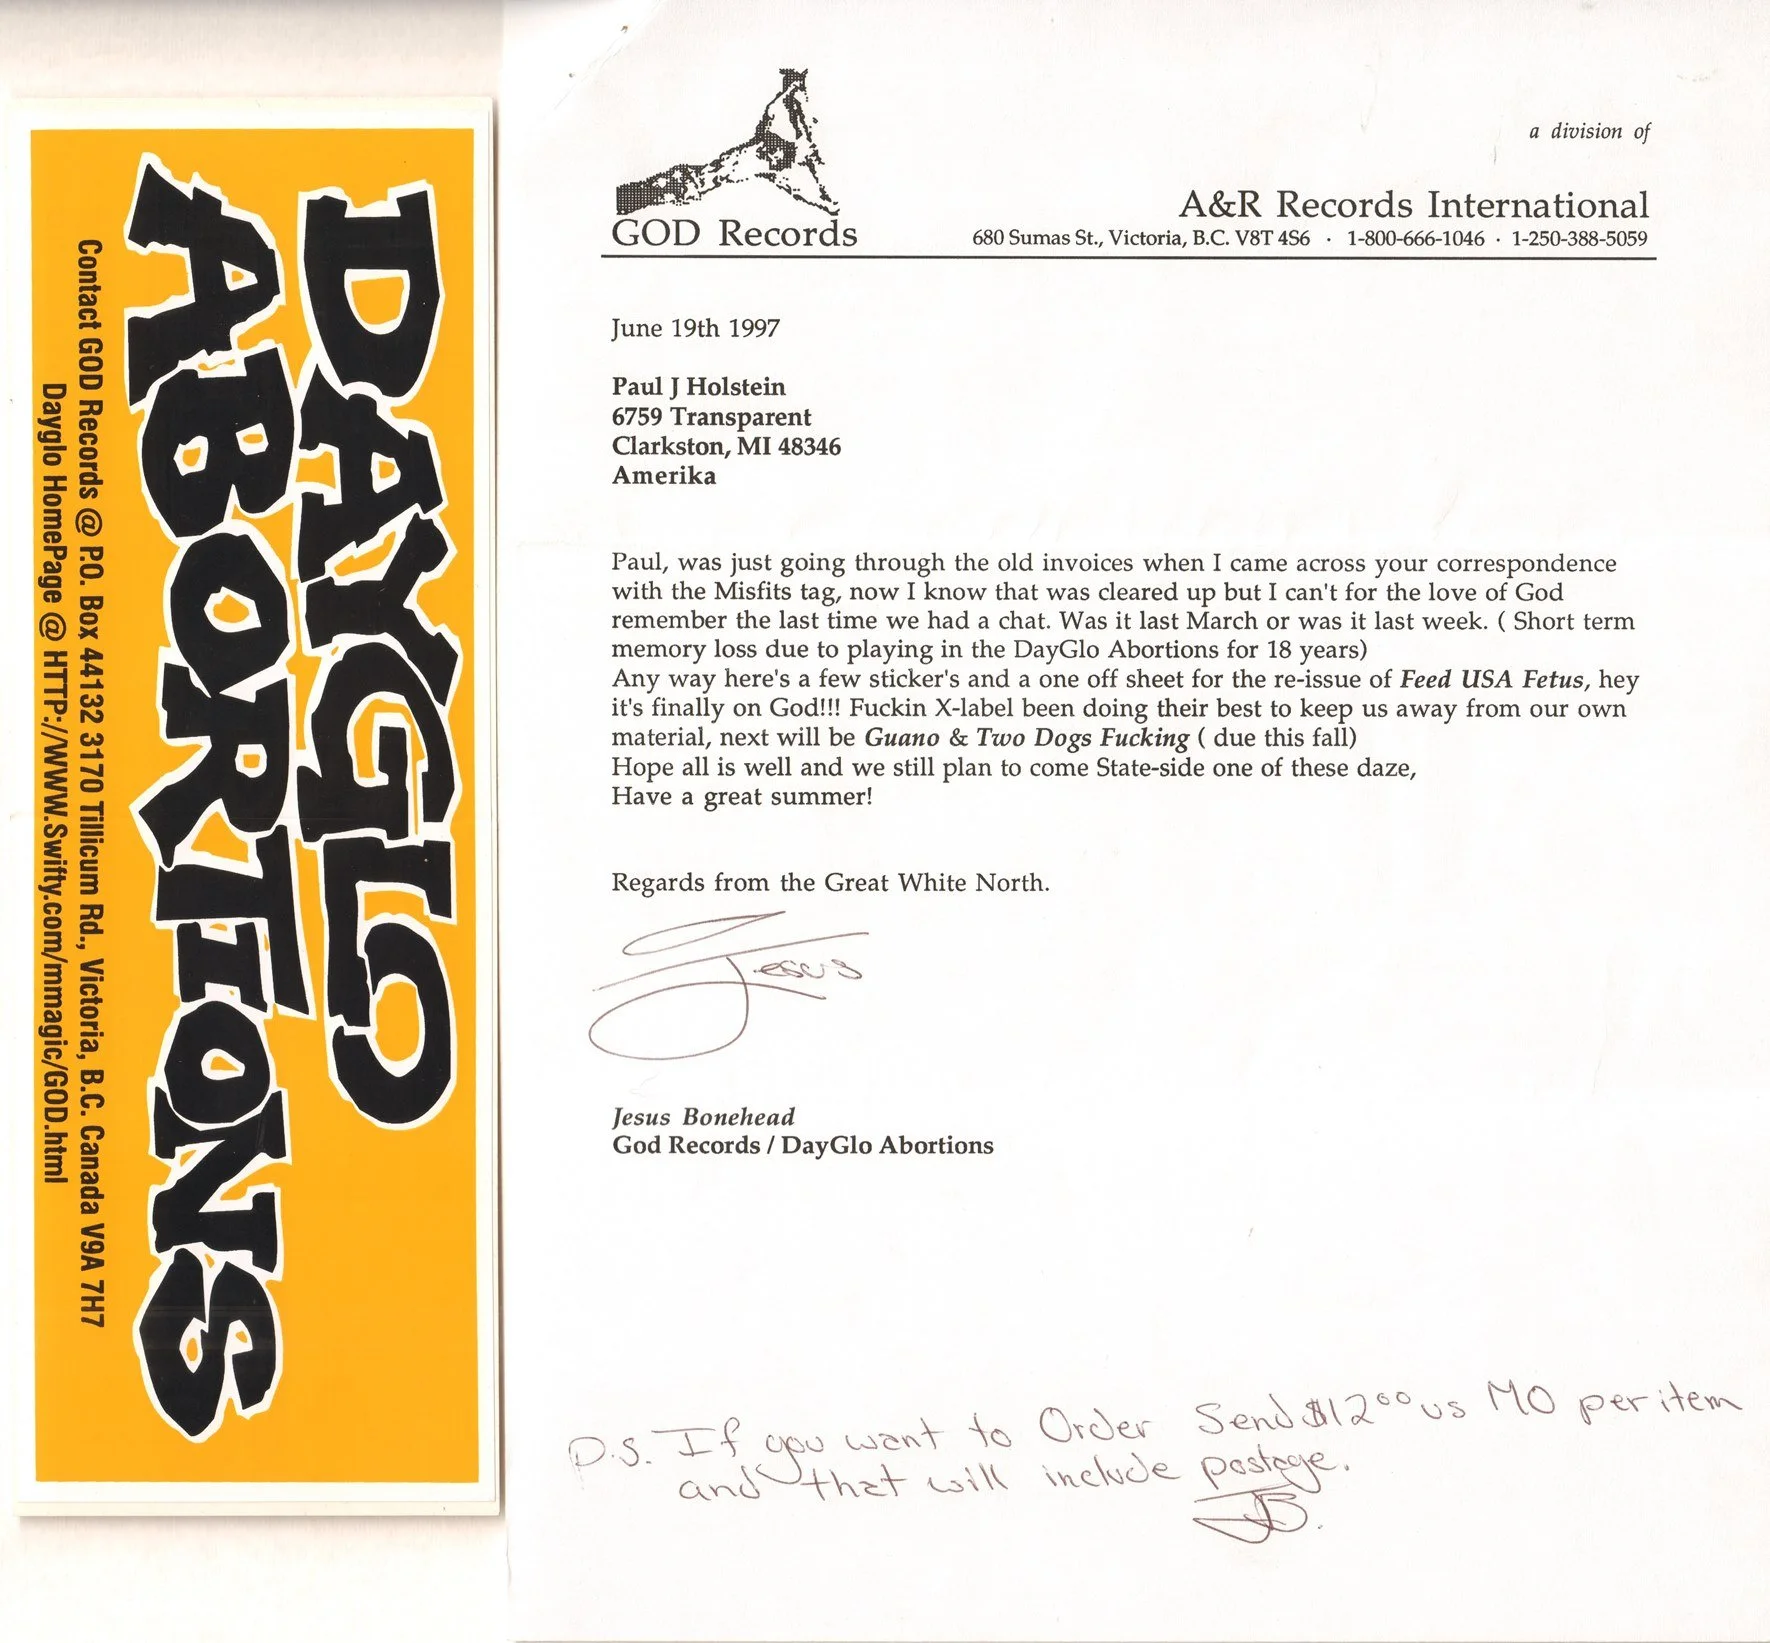 DAYGLO
ABORTIONS
Contact GOD Records @ P.O. Box 44132 3170 Tillicum Rd., Victoria, B.C. Canada V9A 7H7
Dayglo HomePage @ HTTP://WWW.Swifty.com/mmagic/GOD.html
GOD Records
a division of
A&R Records International
680 Sumas St., Victoria, B.C. V8T 4S6 · 1-800-666-1046 · 1-250-388-5059
June 19th 1997
Paul J Holstein
6759 Transparent
Clarkston, MI 48346
Amerika
Paul, was just going through the old invoices when I came across your correspondence
with the Misfits tag, now I know that was cleared up but I can't for the love of God
remember the last time we had a chat. Was it last March or was it last week. ( Short term
memory loss due to playing in the DayGlo Abortions for 18 years)
Any way here's a few sticker's and a one off sheet for the re-issue of Feed USA Fetus, hey
it's finally on God!!! Fuckin X-label been doing their best to keep us away from our own
material, next will be Guano & Two Dogs Fucking ( due this fall)
Hope all is well and we still plan to come State-side one of these daze,
Have a great summer!
Regards from the Great White North.
Jesus
Jesus Bonehead
God Records / DayGlo Abortions
P.S. If you want to Order Send $12.00 US MO per item
and that will include postage.
JB.